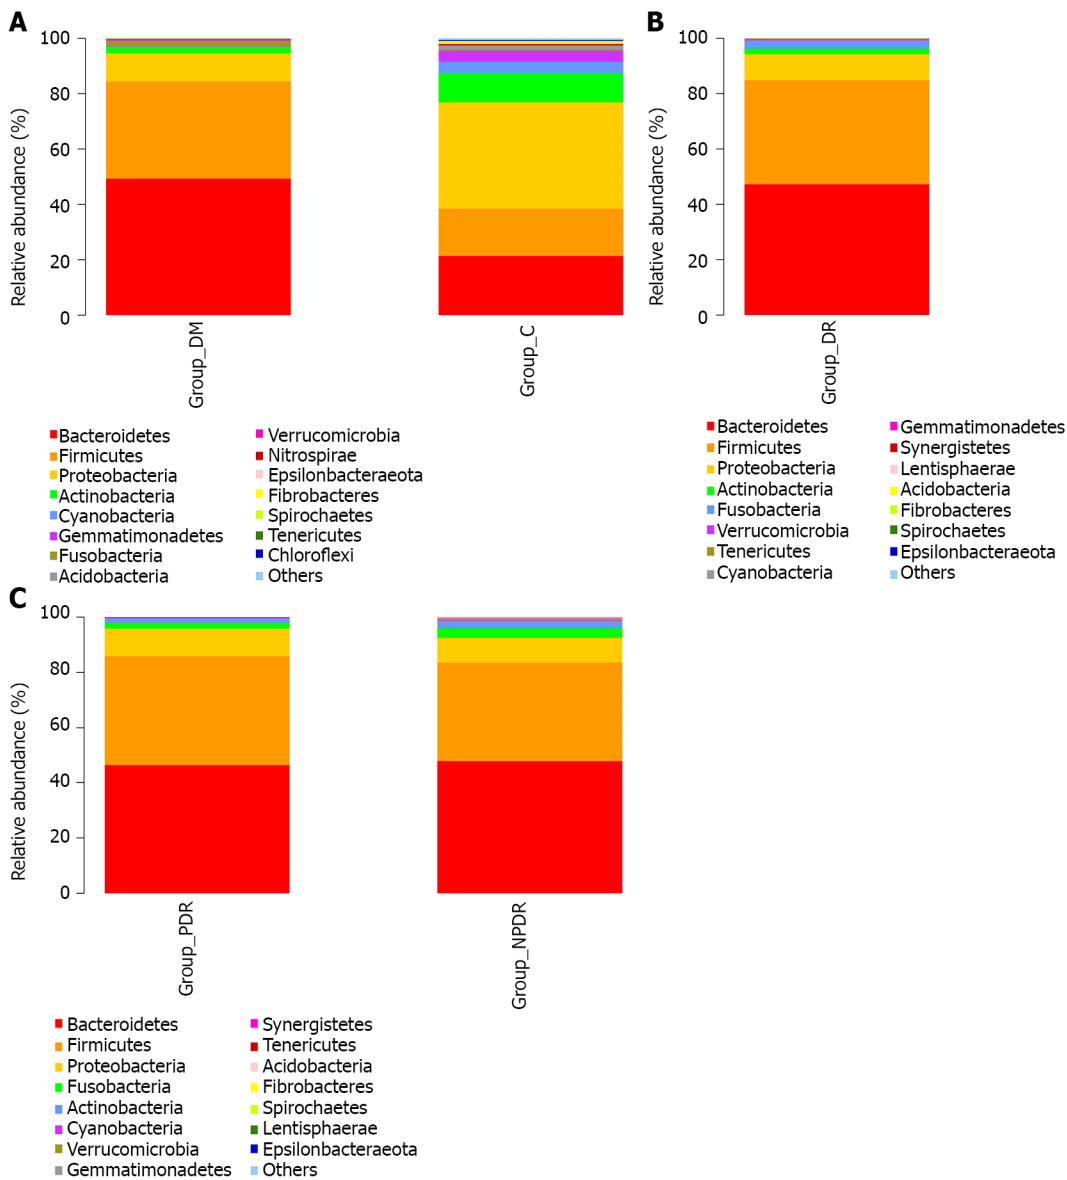 A
Relative abundance (%)
100
80
60
40
20
0
Group_DM
Group_C
Bacteroidetes
Firmicutes
Proteobacteria
Actinobacteria
Cyanobacteria
Gemmatimonadetes
Fusobacteria
Acidobacteria
Verrucomicrobia
Nitrospirae
Epsilonbacteraeota
Fibrobacteres
Spirochaetes
Tenericutes
Chloroflexi
Others
B
Relative abundance (%)
100
80
60
40
20
0
Group_DR
Bacteroidetes
Firmicutes
Proteobacteria
Actinobacteria
Fusobacteria
Verrucomicrobia
Tenericutes
Cyanobacteria
Gemmatimonadetes
Synergistetes
Lentisphaerae
Acidobacteria
Fibrobacteres
Spirochaetes
Epsilonbacteraeota
Others
C
Relative abundance (%)
100
80
60
40
20
0
Group_PDR
Group_NPDR
Bacteroidetes
Firmicutes
Proteobacteria
Fusobacteria
Actinobacteria
Cyanobacteria
Verrucomicrobia
Gemmatimonadetes
Synergistetes
Tenericutes
Acidobacteria
Fibrobacteres
Spirochaetes
Lentisphaerae
Epsilonbacteraeota
Others